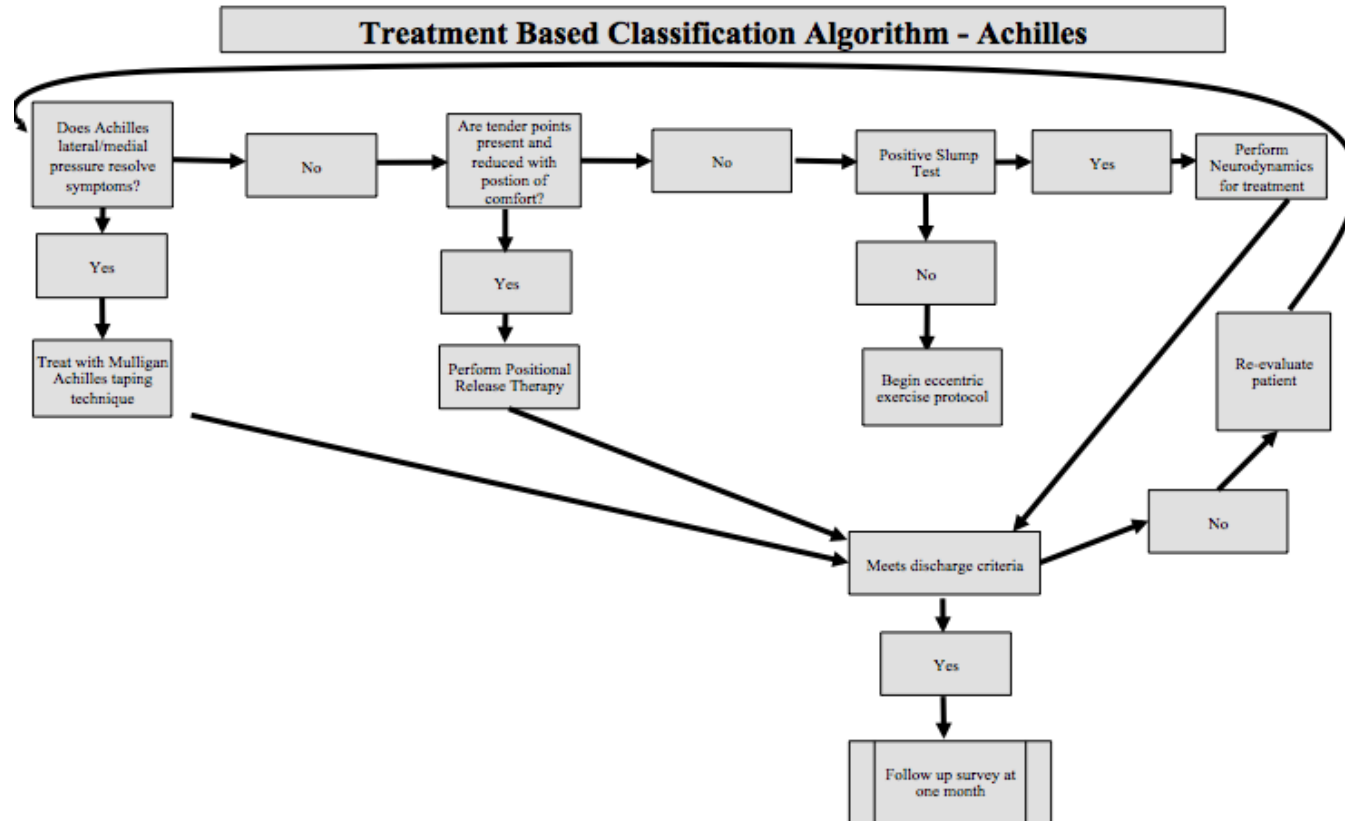 Treatment Based Classification Algorithm - Achilles
Does Achilles
lateral/medial
pressure resolve
symptoms?
No
Are tender points
present and
reduced with
postion of
comfort?
No
Positive Slump
Test
Yes
Perform
Neurodynamics
for treatment
Yes
Yes
No
Treat with Mulligan
Achilles taping
technique
Perform Positional
Release Therapy
Begin eccentric
exercise protocol
Re-evaluate
patient
No
Meets discharge criteria
Yes
Follow up survey at
one month